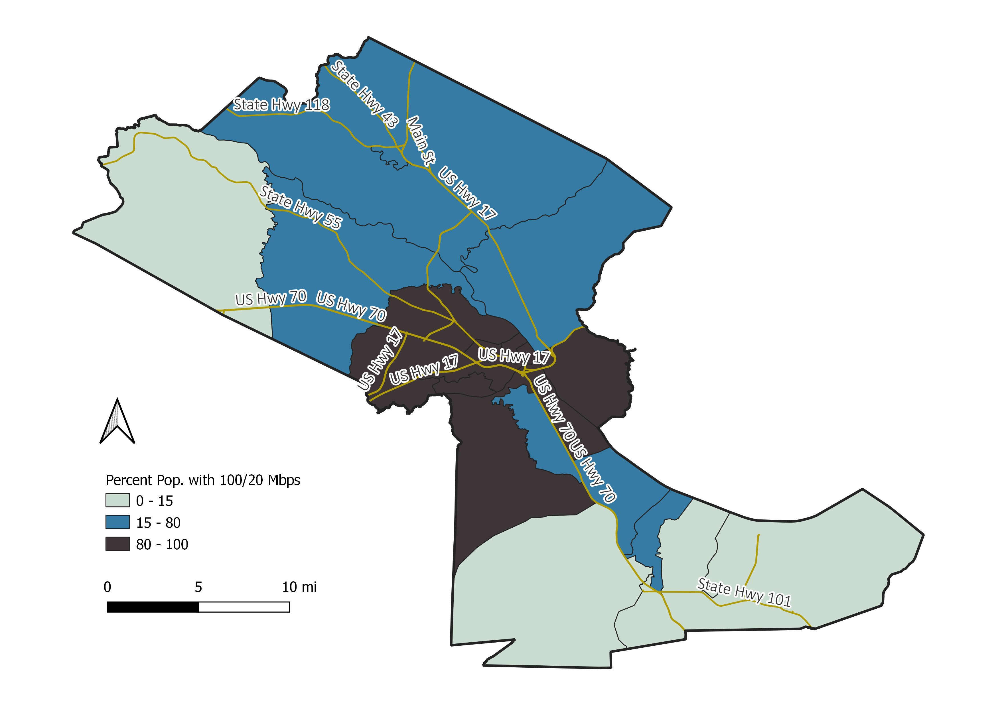 State Hwy 43
State Hwy 118
Main St
US Hwy 17
State Hwy 55
US Hwy 70
US Hwy 70
US Hwy 17
US Hwy 17
US Hwy 17
US Hwy 70
US Hwy 70
State Hwy 101
Percent Pop. with 100/20 Mbps
0 - 15
15 - 80
80 - 100
0 5 10 mi